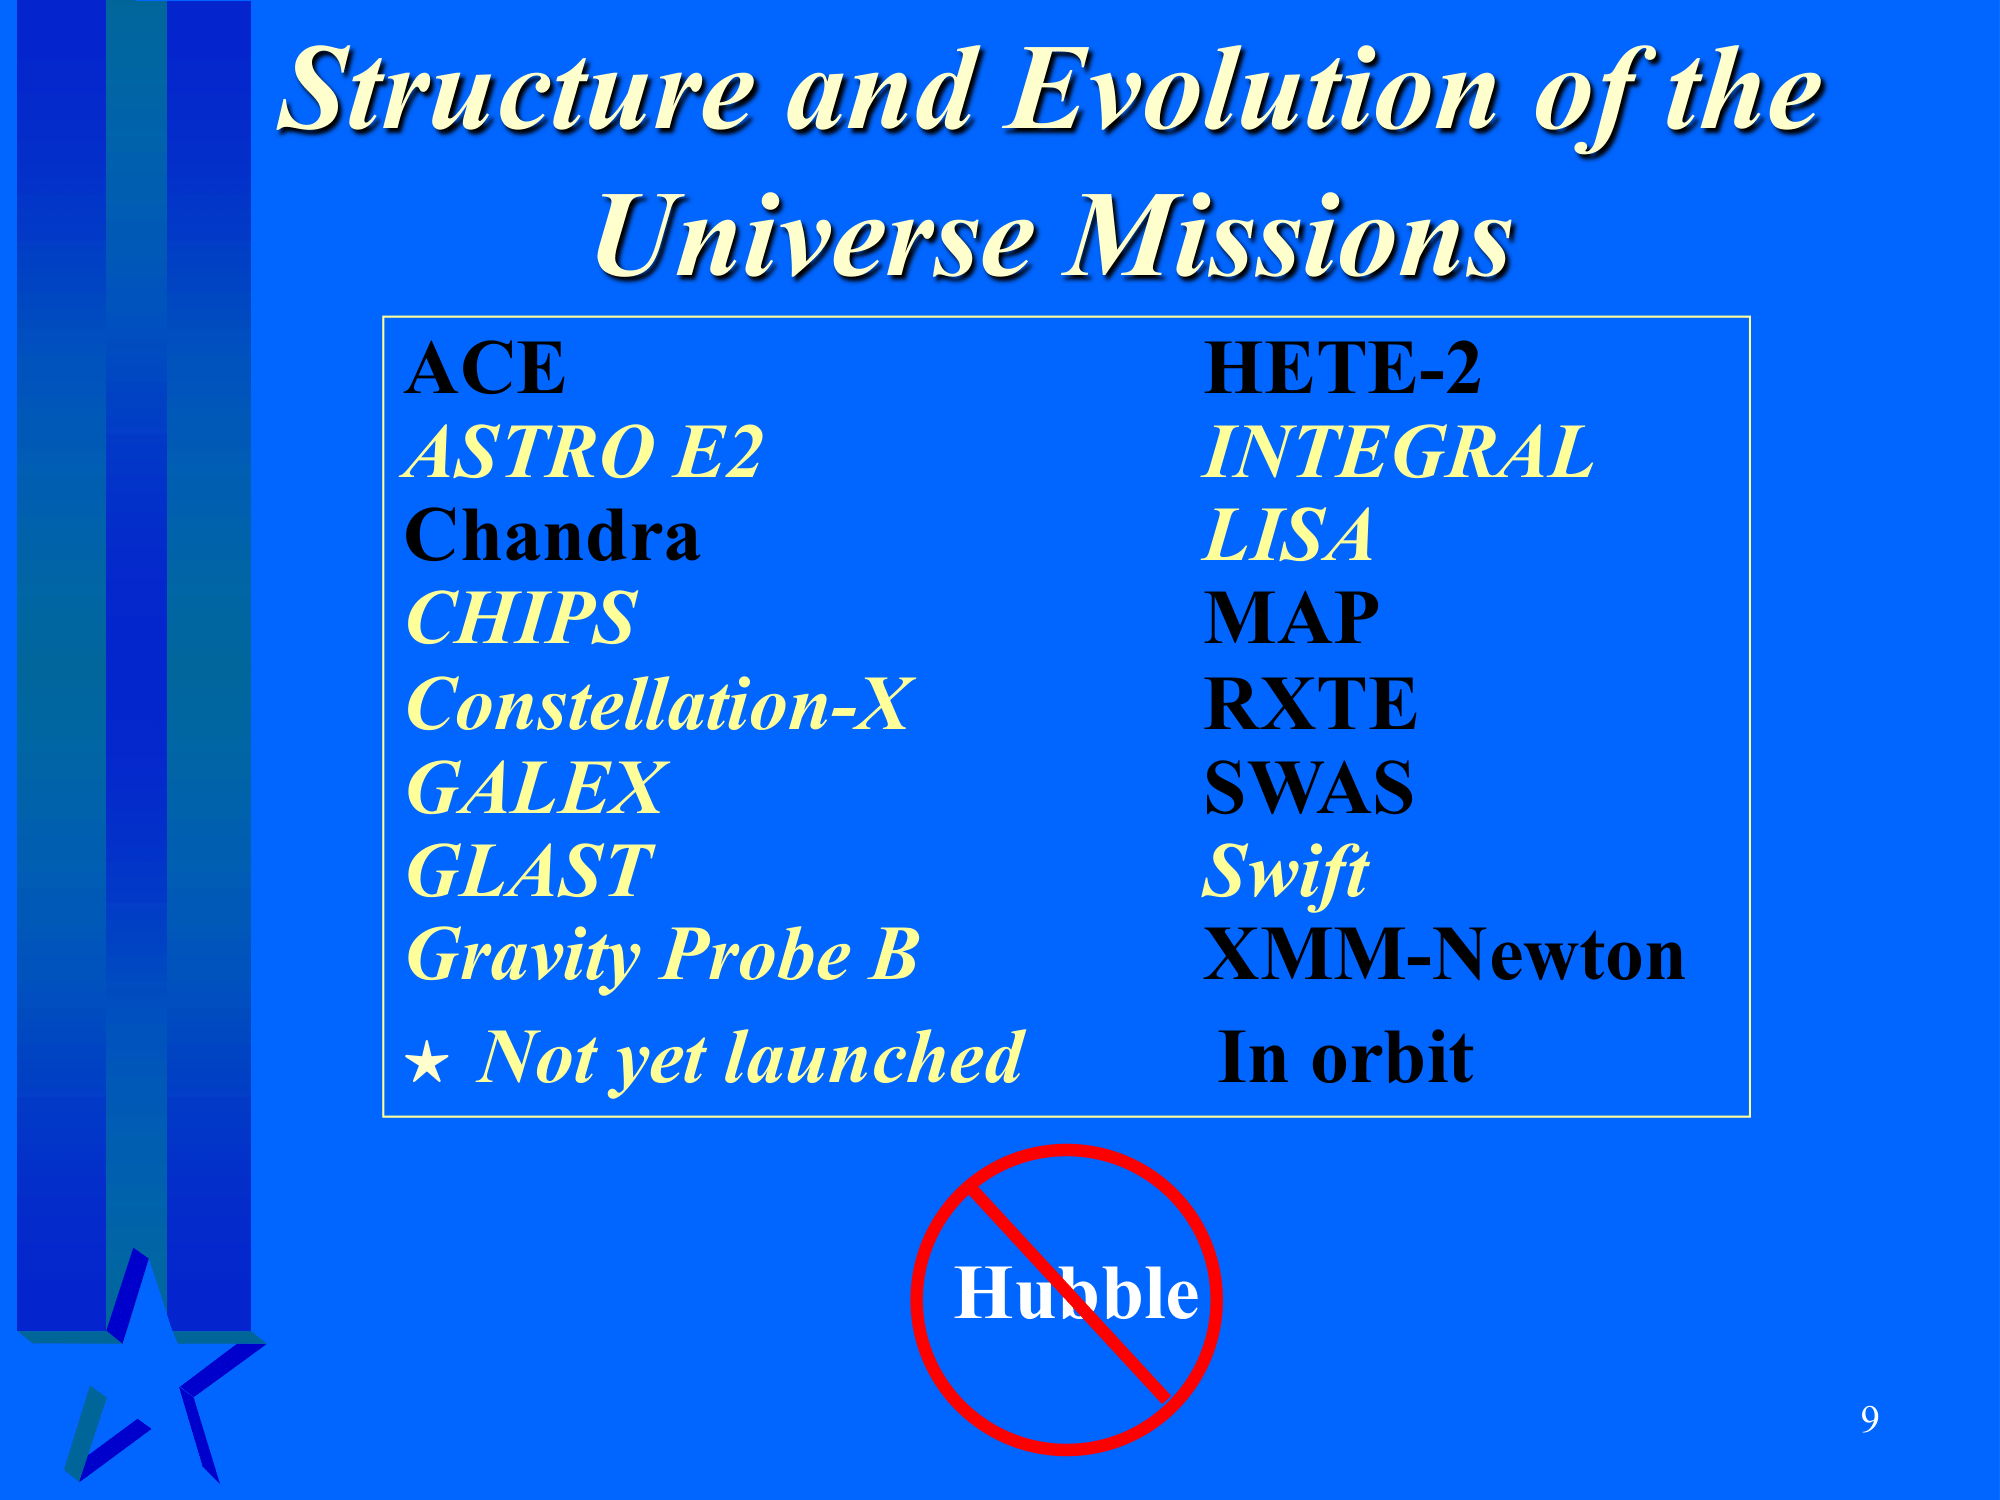 Structure and Evolution of the
Universe Missions
ACE HETE-2
ASTRO E2 INTEGRAL
Chandra LISA
CHIPS MAP
Constellation-X RXTE
GALEX SWAS
GLAST Swift
Gravity Probe B XMM-Newton
★ Not yet launched In orbit
Hubble
9